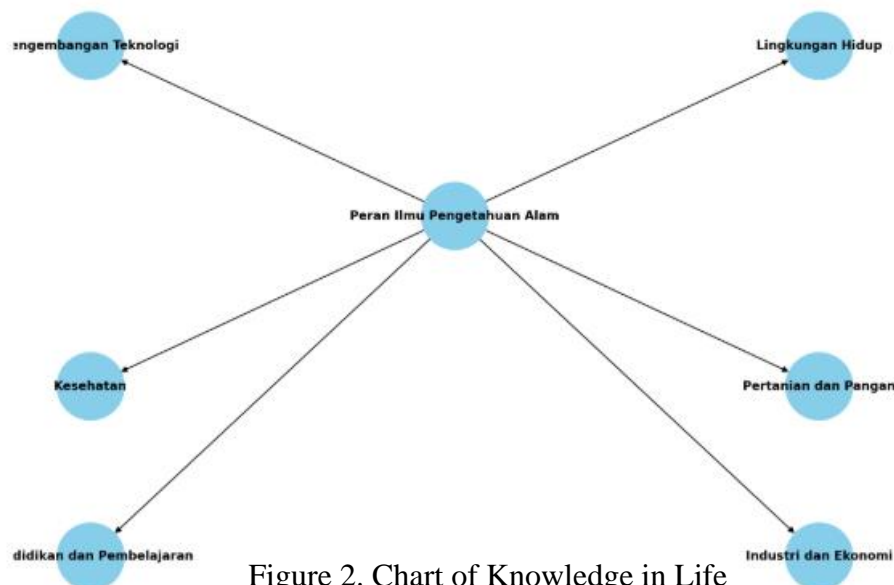 engembangan Teknologi
Lingkungan Hidup
Peran Ilmu Pengetahuan Alam
Kesehatan
Pertanian dan Pangan
didikan dan Pembelajaran
Industri dan Ekonomi
Figure 2. Chart of Knowledge in Life